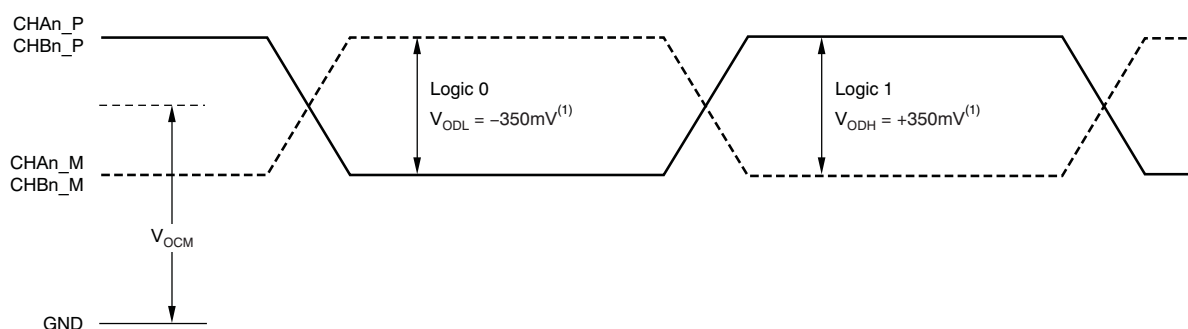 CHAn_P
CHBn_P
Logic 0
V_ODL = –350mV(1)
Logic 1
V_ODH = +350mV(1)
CHAn_M
CHBn_M
V_OCM
GND